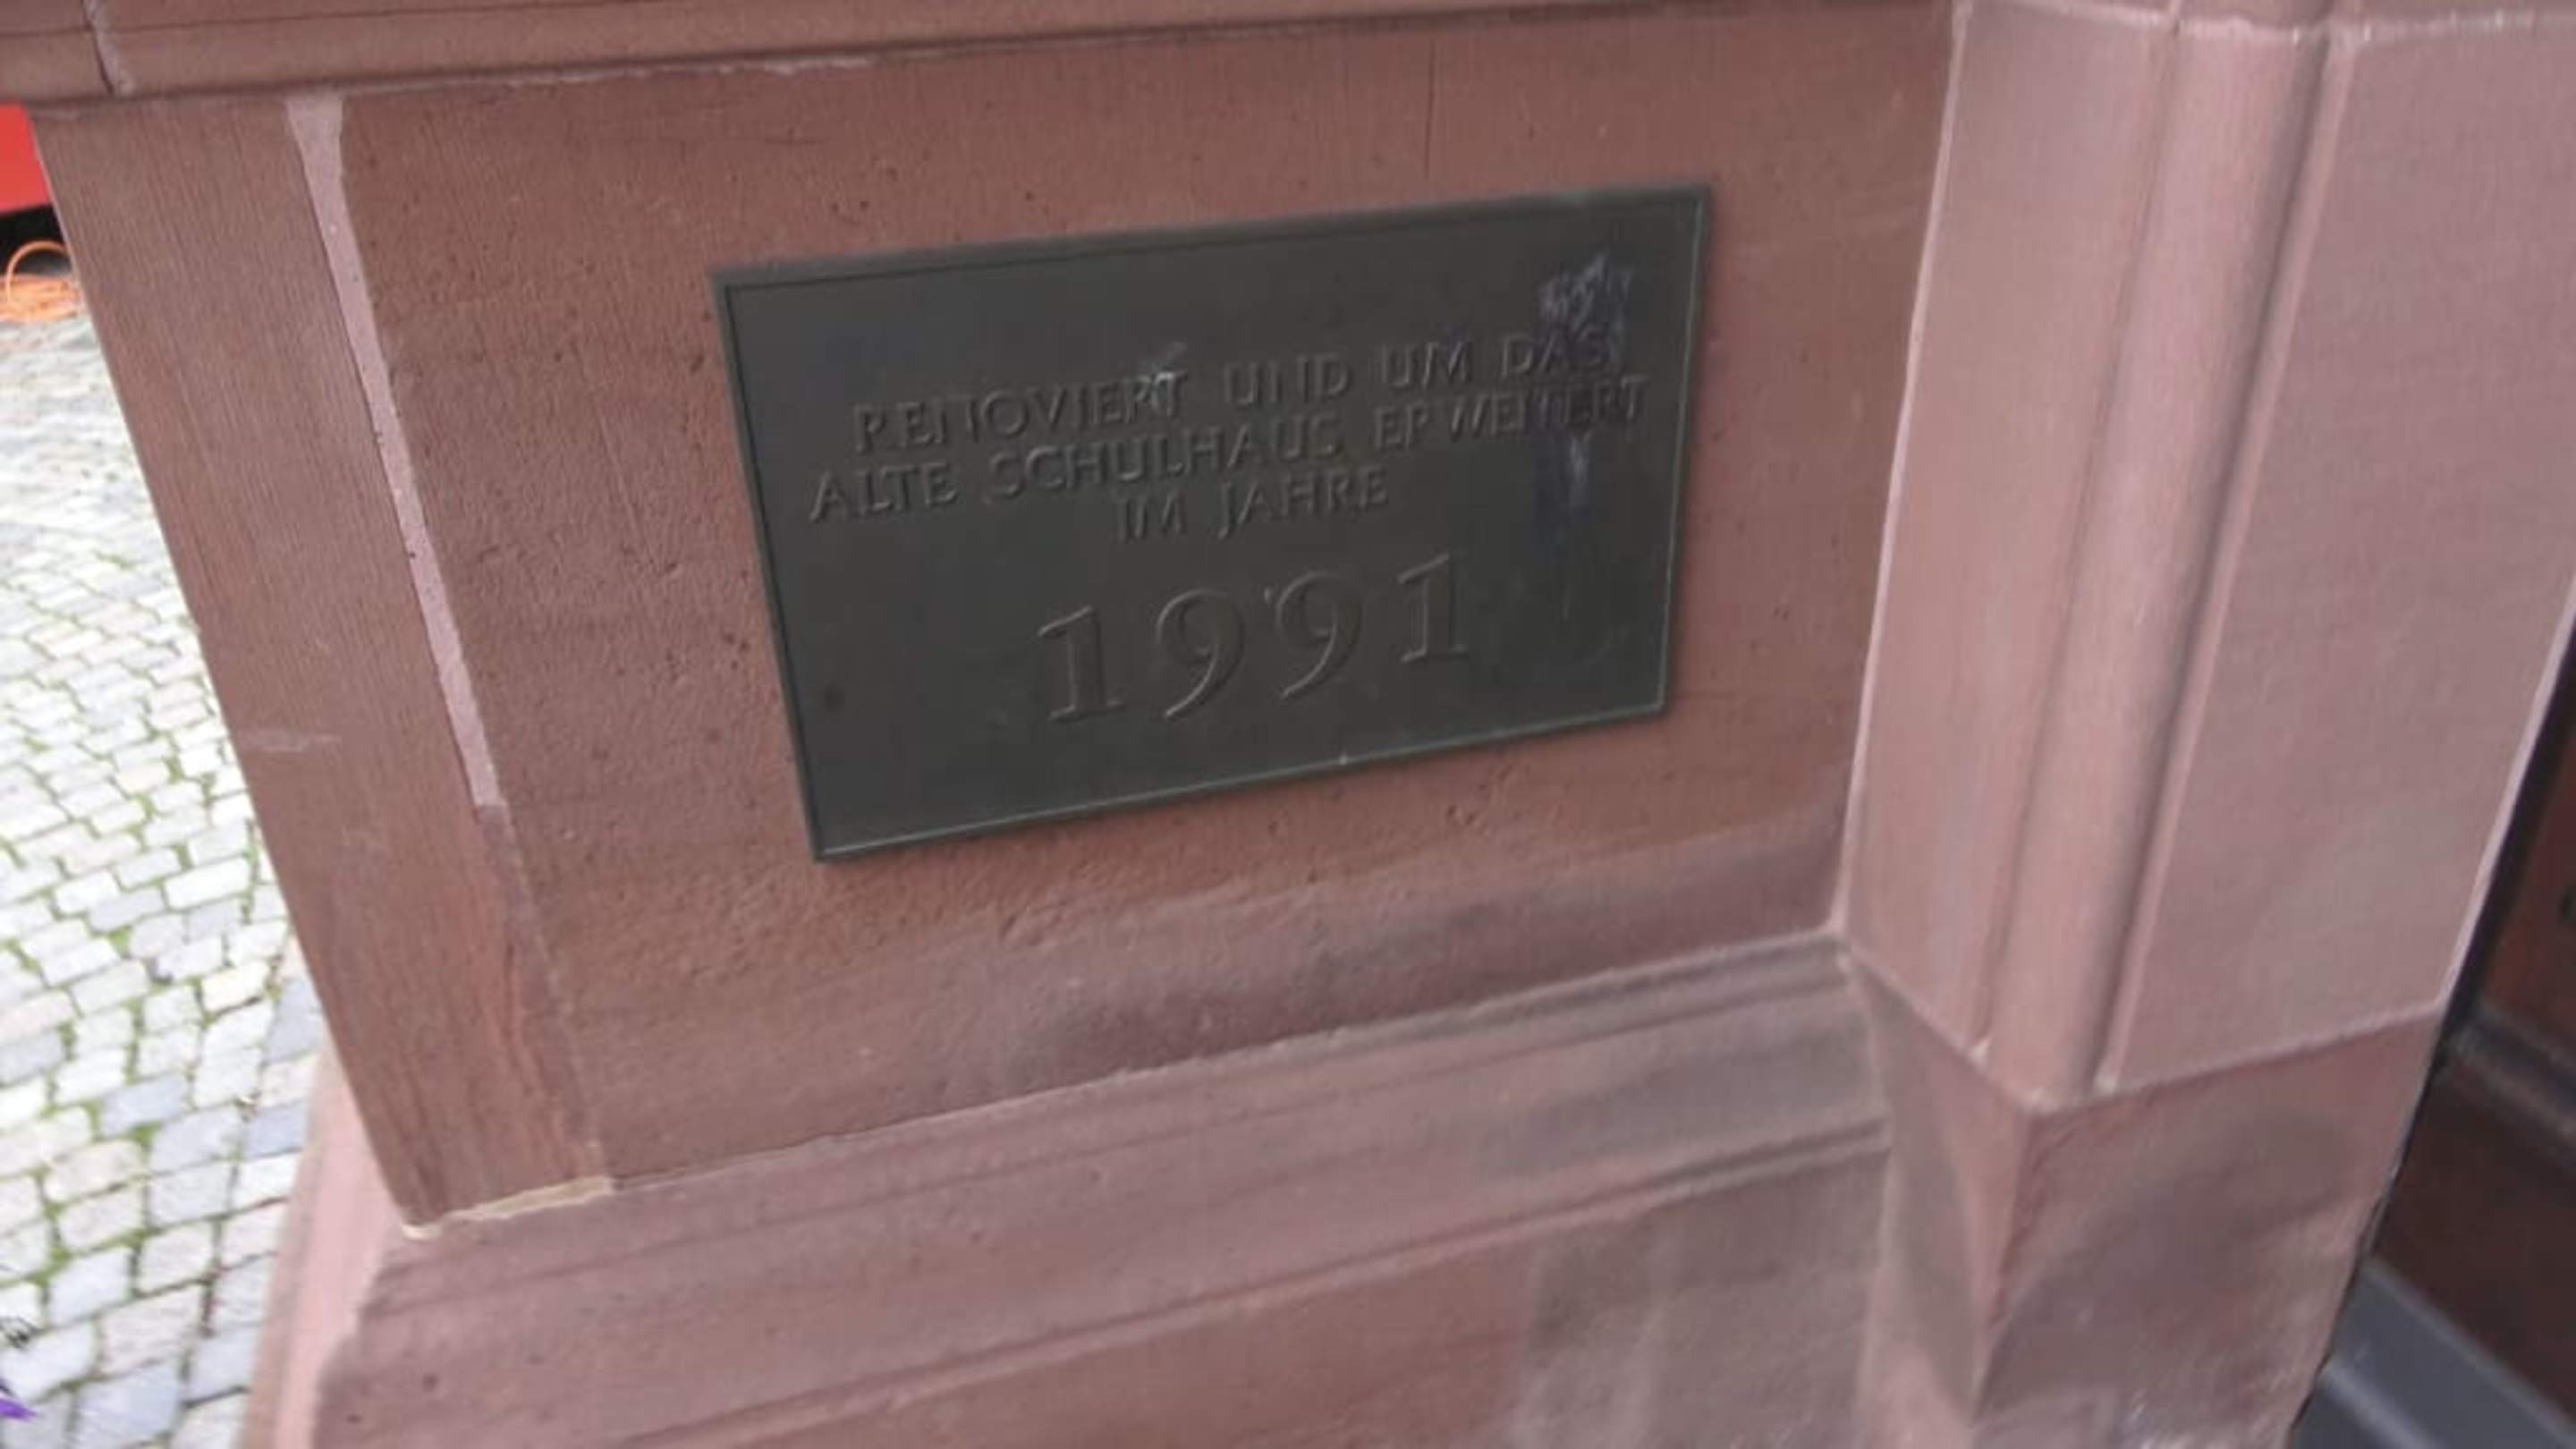 RENOVIERT UND UM DAS
ALTE SCHULHAUS ERWEITERT
IM JAHRE
1991